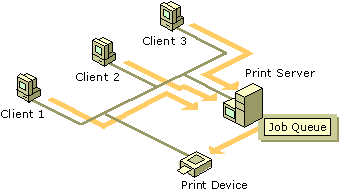 Client 3
Client 2
Print Server
Client 1
Job Queue
Print Device